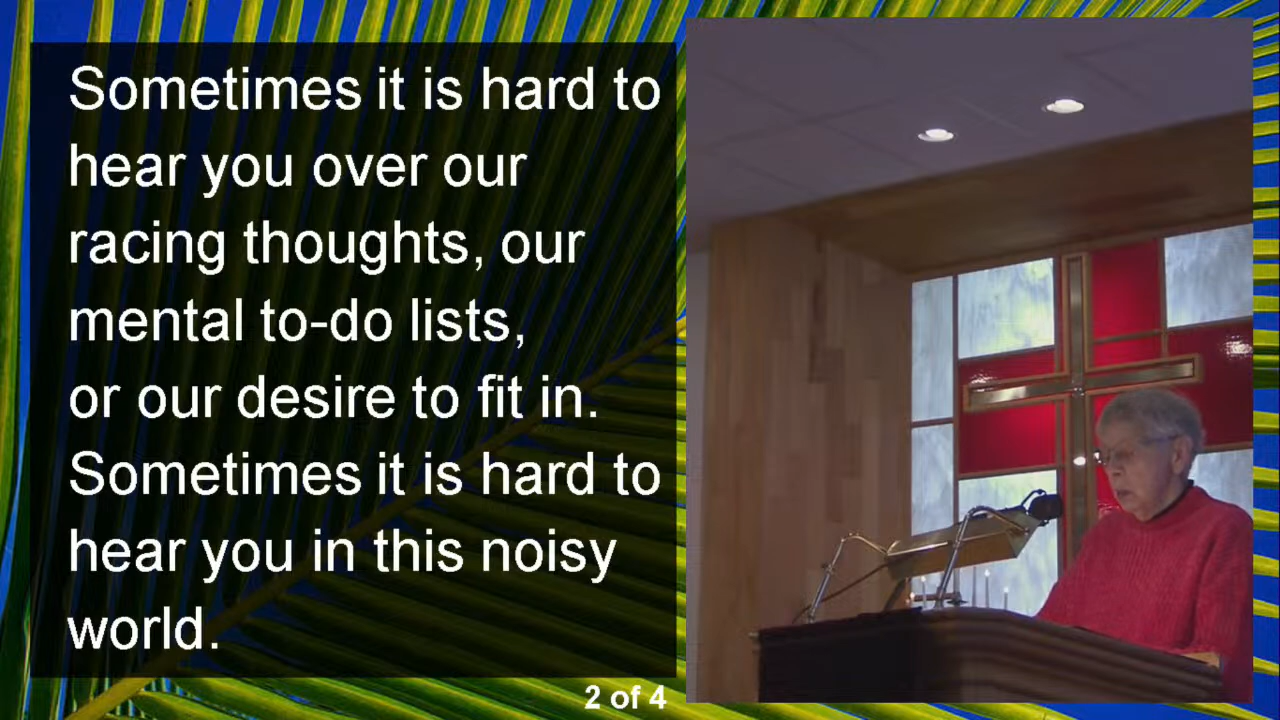 Sometimes it is hard to
hear you over our
racing thoughts, our
mental to-do lists,
or our desire to fit in.
Sometimes it is hard to
hear you in this noisy
world.
2 of 4